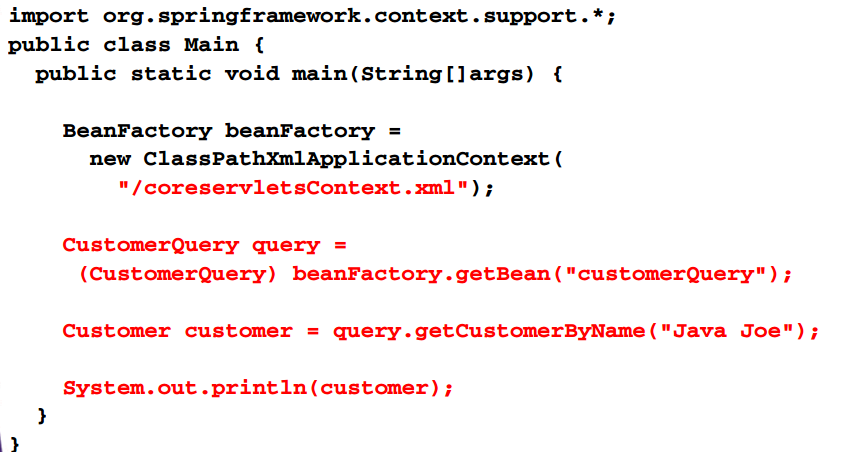 import org.springframework.context.support.*;
public class Main {
  public static void main(String[]args) {
    BeanFactory beanFactory =
      new ClassPathXmlApplicationContext(
        "/coreservletsContext.xml");
    CustomerQuery query =
     (CustomerQuery) beanFactory.getBean("customerQuery");
    Customer customer = query.getCustomerByName("Java Joe");
    System.out.println(customer);
  }
}